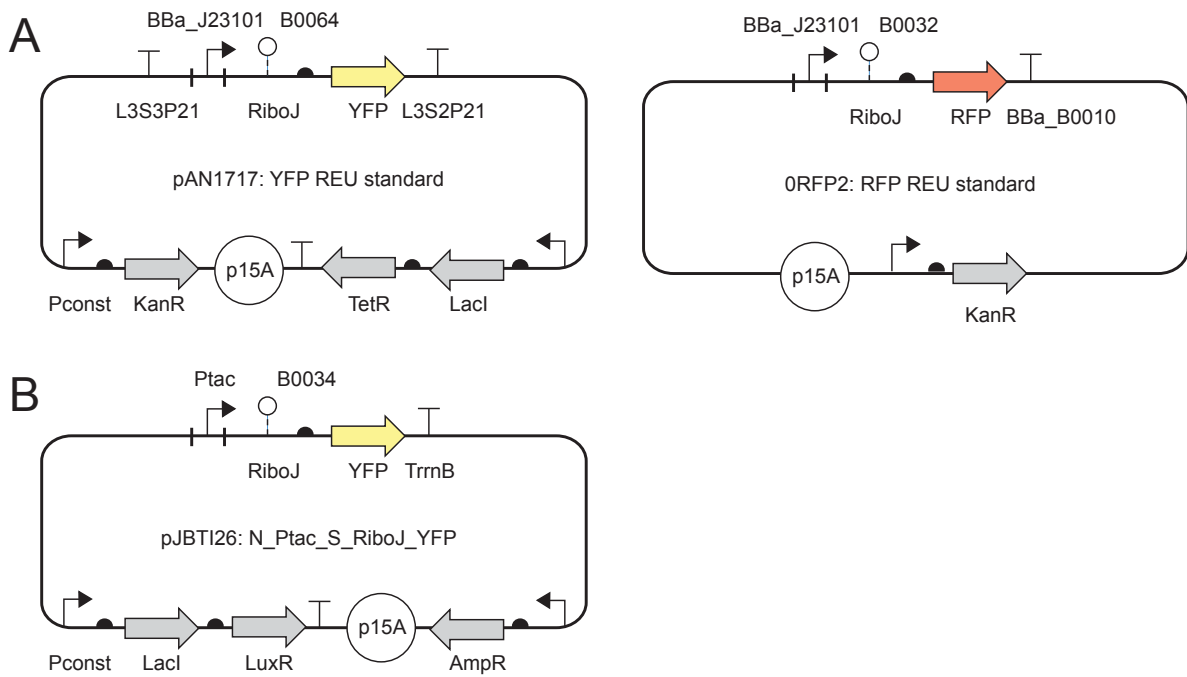 A
BBa_J23101 B0064
L3S3P21 RiboJ YFP L3S2P21
pAN1717: YFP REU standard
p15A
Pconst KanR TetR LacI
BBa_J23101 B0032
RiboJ RFP BBa_B0010
0RFP2: RFP REU standard
p15A
KanR
B
Ptac B0034
RiboJ YFP TrrnB
pJBTI26: N_Ptac_S_RiboJ_YFP
p15A
Pconst LacI LuxR AmpR